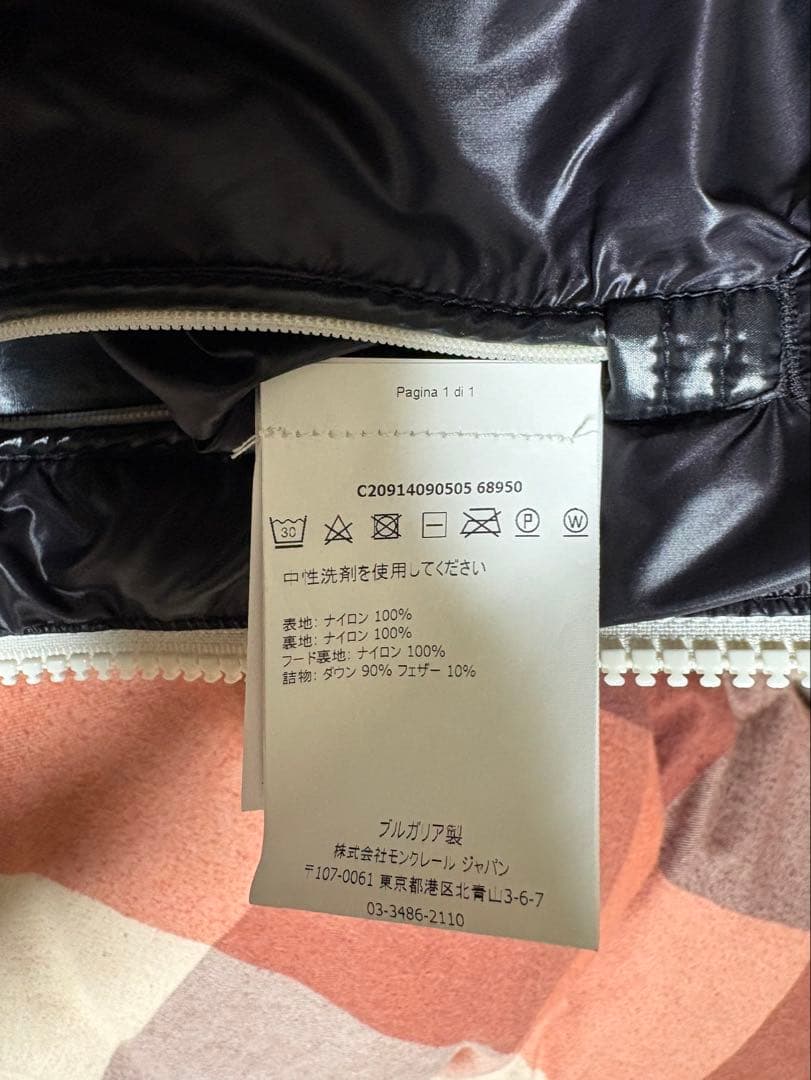 Pagina 1 di 1
C20914090505 68950
30 P W
中性洗剤を使用してください
表地: ナイロン 100%
裏地: ナイロン 100%
フード裏地: ナイロン 100%
詰物: ダウン 90% フェザー 10%
ブルガリア製
株式会社モンクレール ジャパン
〒107-0061 東京都港区北青山3-6-7
03-3486-2110